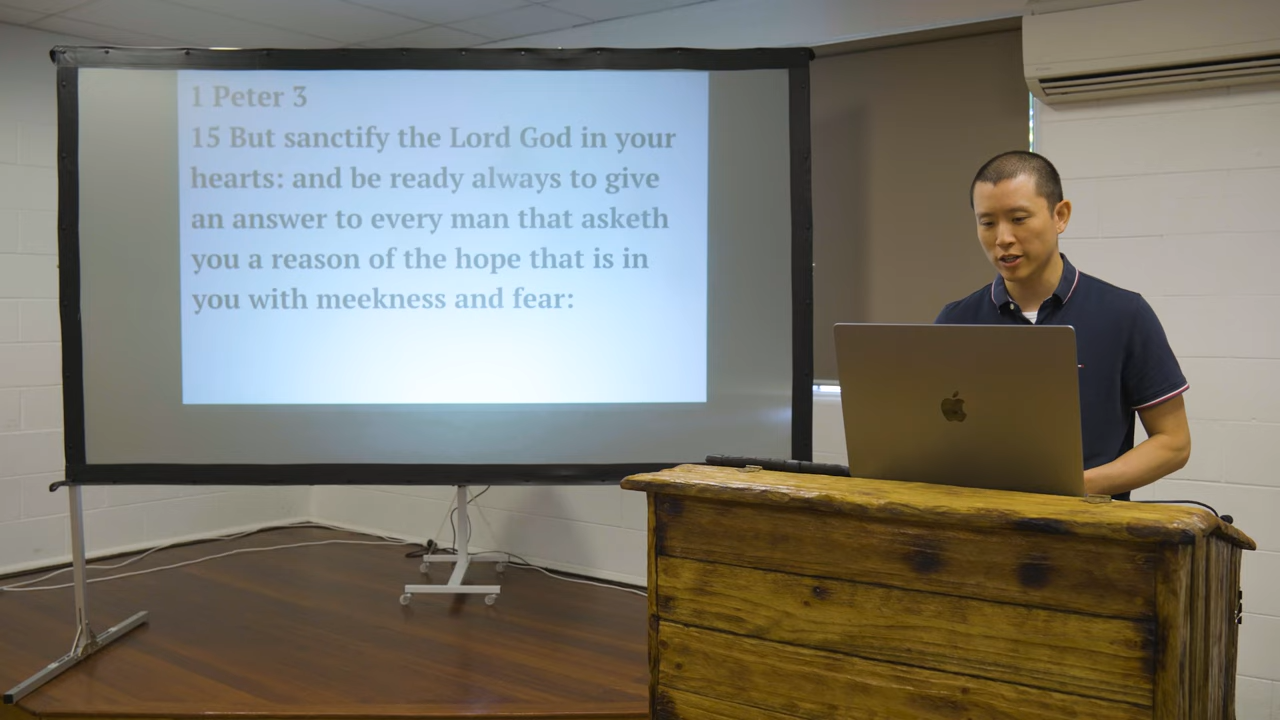 1 Peter 3
15 But sanctify the Lord God in your
hearts: and be ready always to give
an answer to every man that asketh
you a reason of the hope that is in
you with meekness and fear: